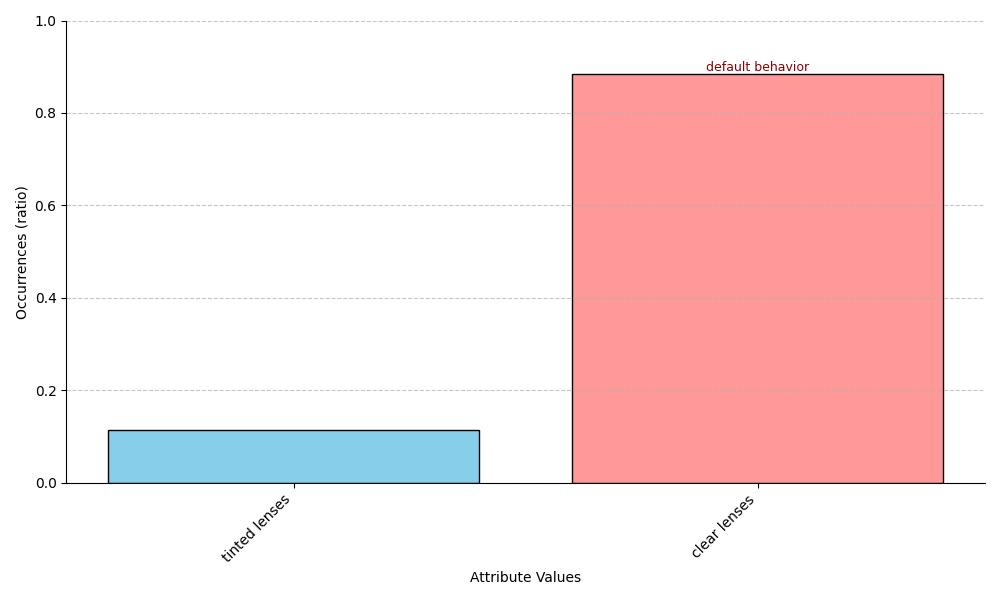 1.0
default behavior
0.8
0.6
0.4
0.2
0.0
Occurrences (ratio)
tinted lenses
clear lenses
Attribute Values